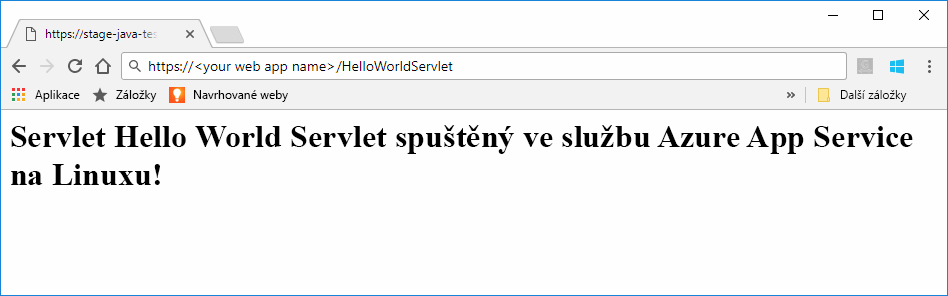 https://stage-java-tes
https://<your web app name>/HelloWorldServlet
Aplikace Záložky Navrhované weby » Další záložky
Servlet Hello World Servlet spuštěný ve službu Azure App Service
na Linuxu!